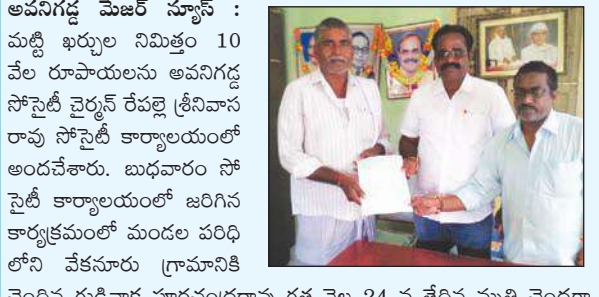 అవనిగడ్డ మేజర్ న్యూస్ :
మట్టి ఖర్చుల నిమిత్తం 10
వేల రూపాయలను అవనిగడ్డ
సోసైటీ చైర్మన్ రేపల్లె శ్రీనివాస
రావు సోసైటీ కార్యాలయంలో
అందచేశారు. బుధవారం సో
సైటీ కార్యాలయంలో జరిగిన
కార్యక్రమంలో మండల పరిధి
లోని వేకనూరు గ్రామానికి